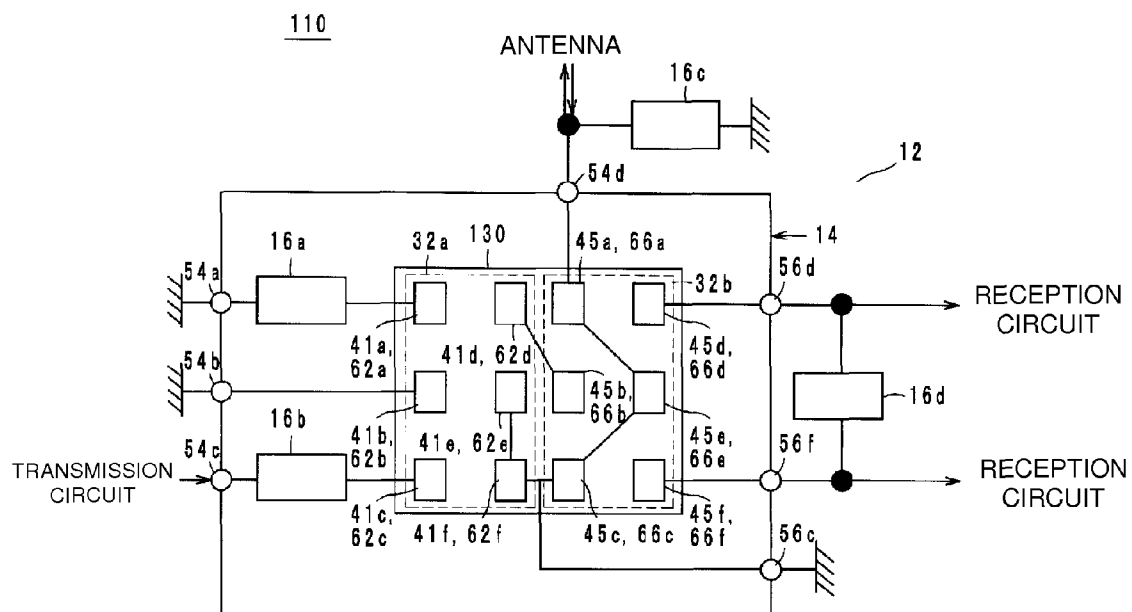 110
ANTENNA
16c
12
54d
14
130
45a, 66a
16a
32a
54a
56d
32b
RECEPTION
CIRCUIT
41a,
62a
41d, 62d
45d,
66d
54b
45b,
66b
16d
16b
41b,
62b
41e, 62e
45e,
66e
54c
56f
TRANSMISSION
CIRCUIT
RECEPTION
CIRCUIT
41c,
62c
41f, 62f
45c, 66c
45f,
66f
56c